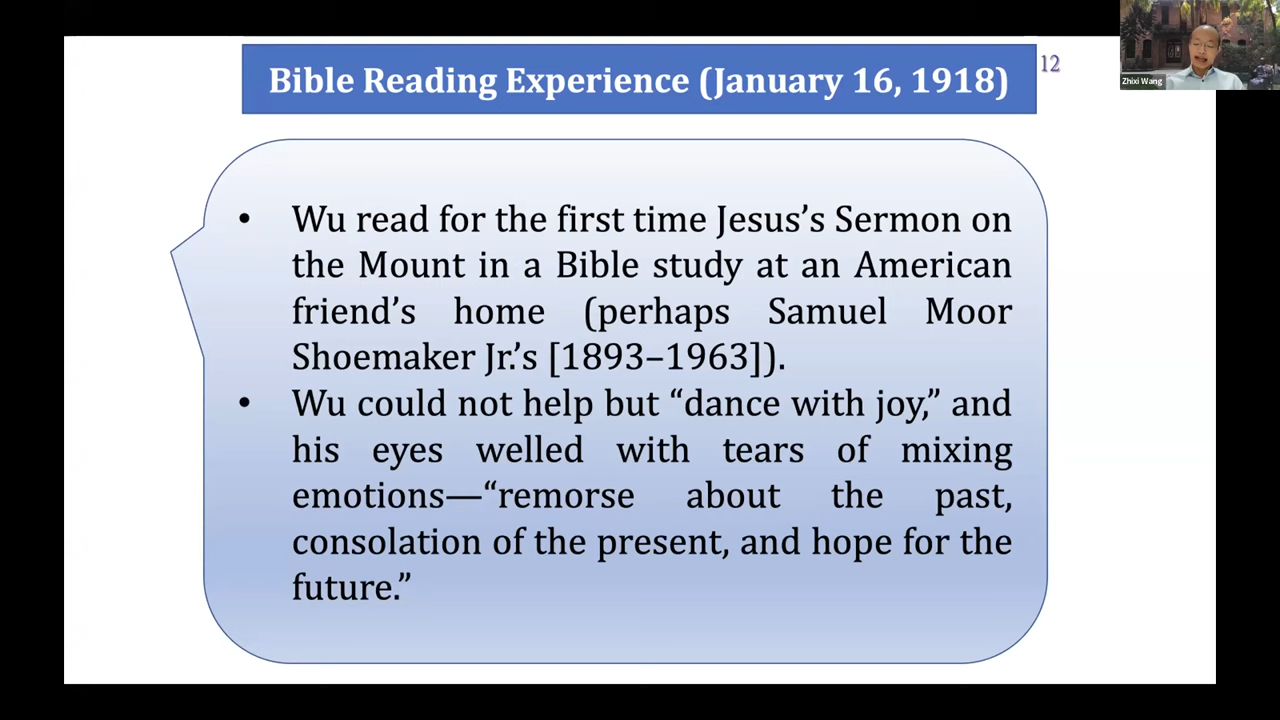 Bible Reading Experience (January 16, 1918)
12
Zhixi Wang
• Wu read for the first time Jesus’s Sermon on
the Mount in a Bible study at an American
friend’s home (perhaps Samuel Moor
Shoemaker Jr.’s [1893–1963]).
• Wu could not help but “dance with joy,” and
his eyes welled with tears of mixing
emotions—“remorse about the past,
consolation of the present, and hope for the
future.”